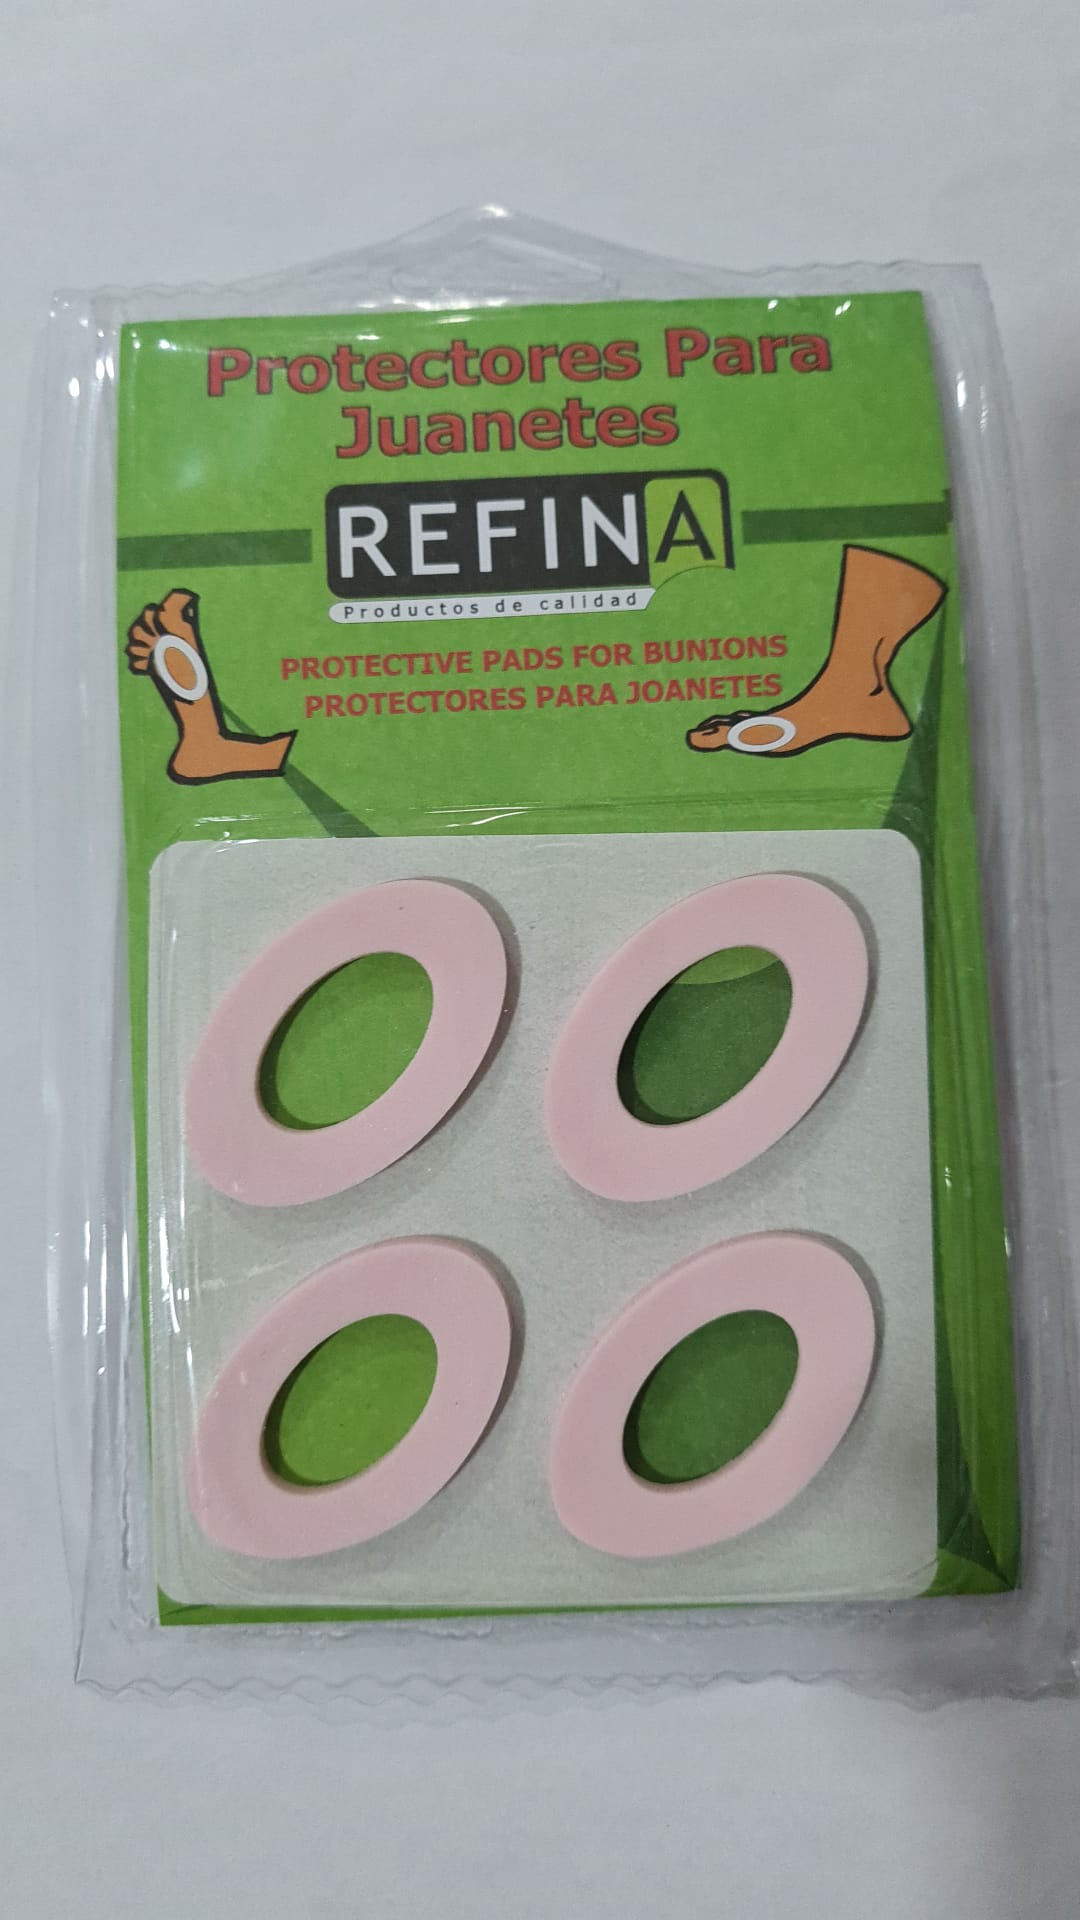 Protectores Para
Juanetes
REFINA
Productos de calidad
PROTECTIVE PADS FOR BUNIONS
PROTECTORES PARA JOANETES